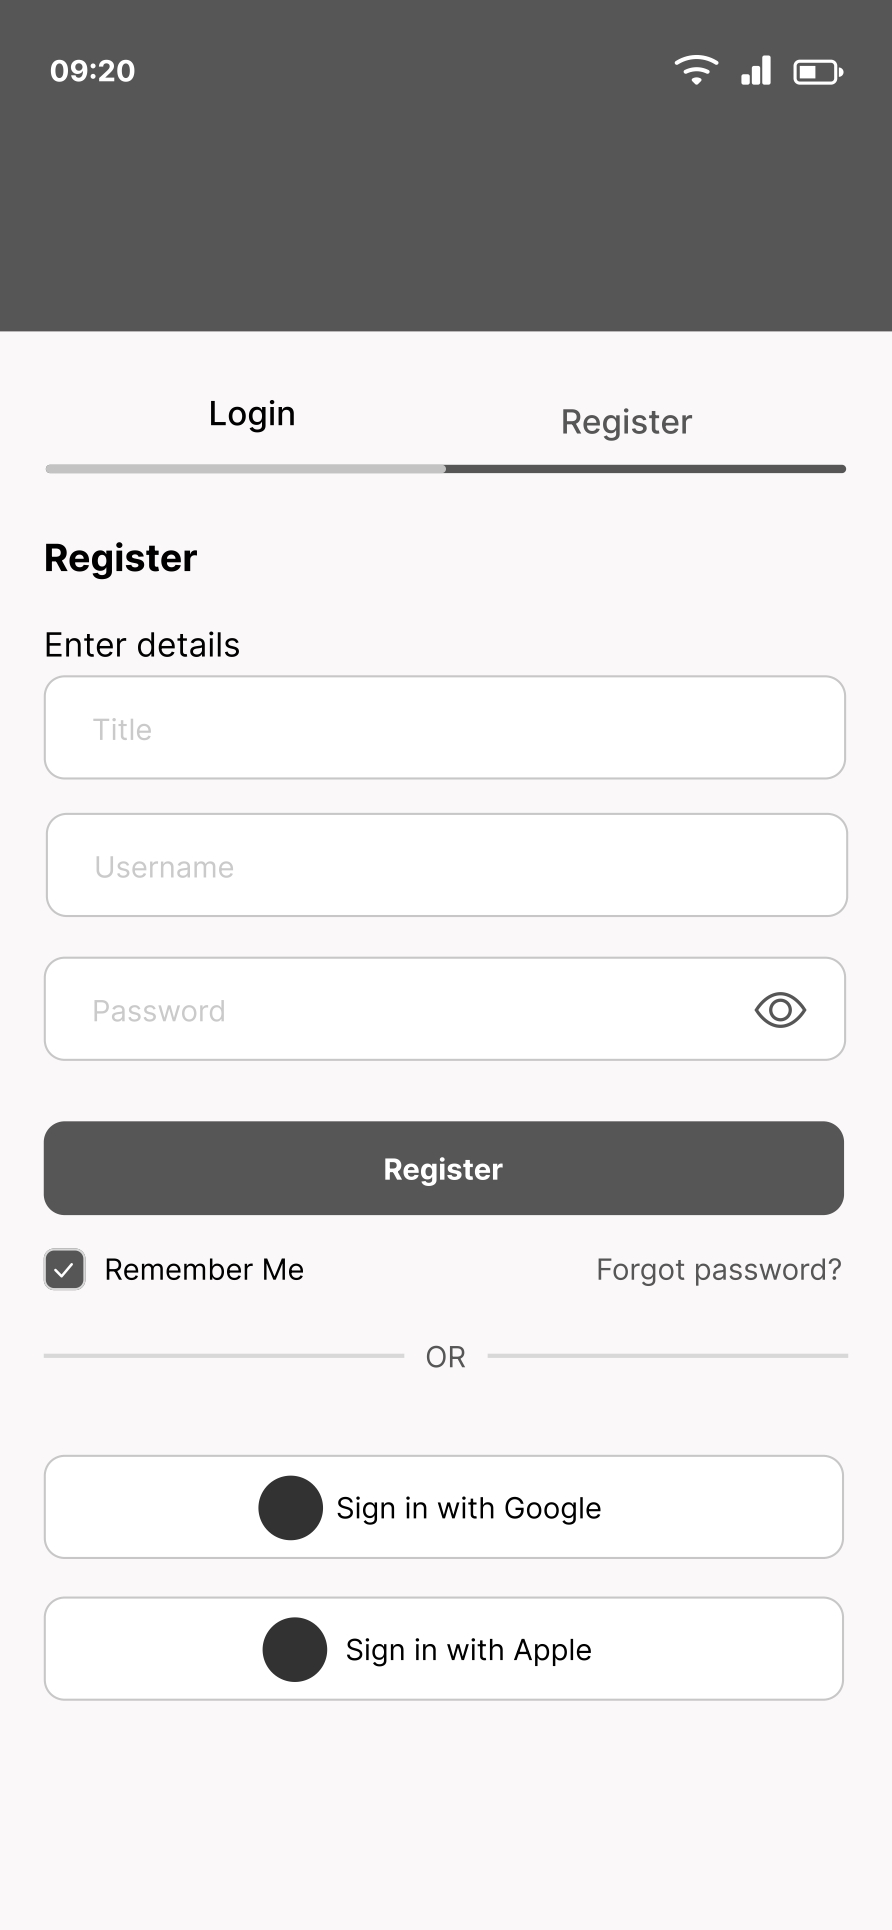 09:20
Login
Register
Register
Enter details
Title
Username
Password
Register
Remember Me
Forgot password?
OR
Sign in with Google
Sign in with Apple